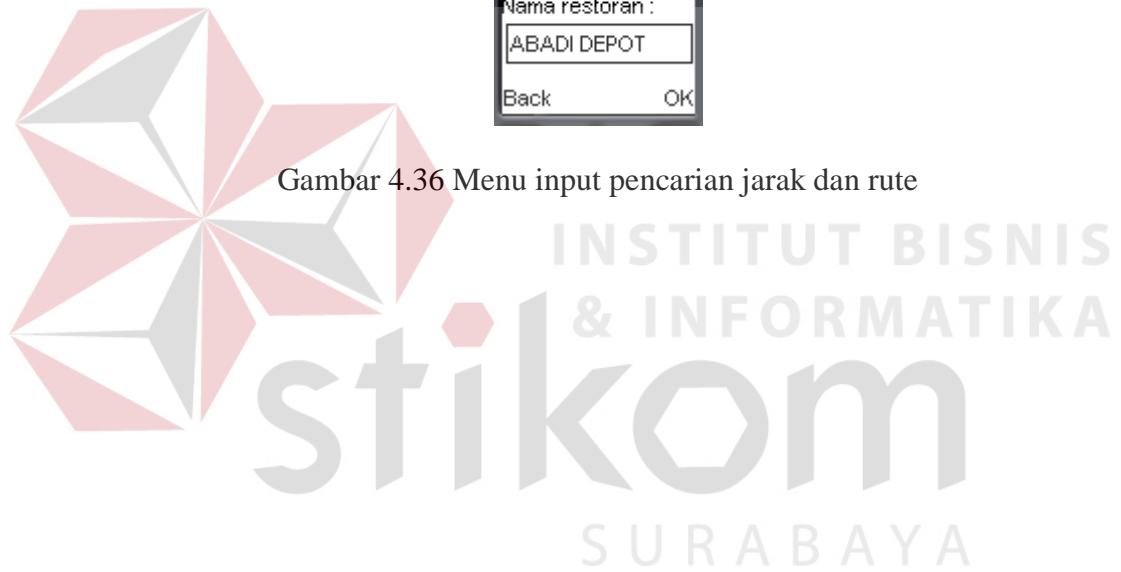 Nama restoran :
ABADI DEPOT
Back OK
Gambar 4.36 Menu input pencarian jarak dan rute
INSTITUT BISNIS
& INFORMATIKA
stikom
SURABAYA